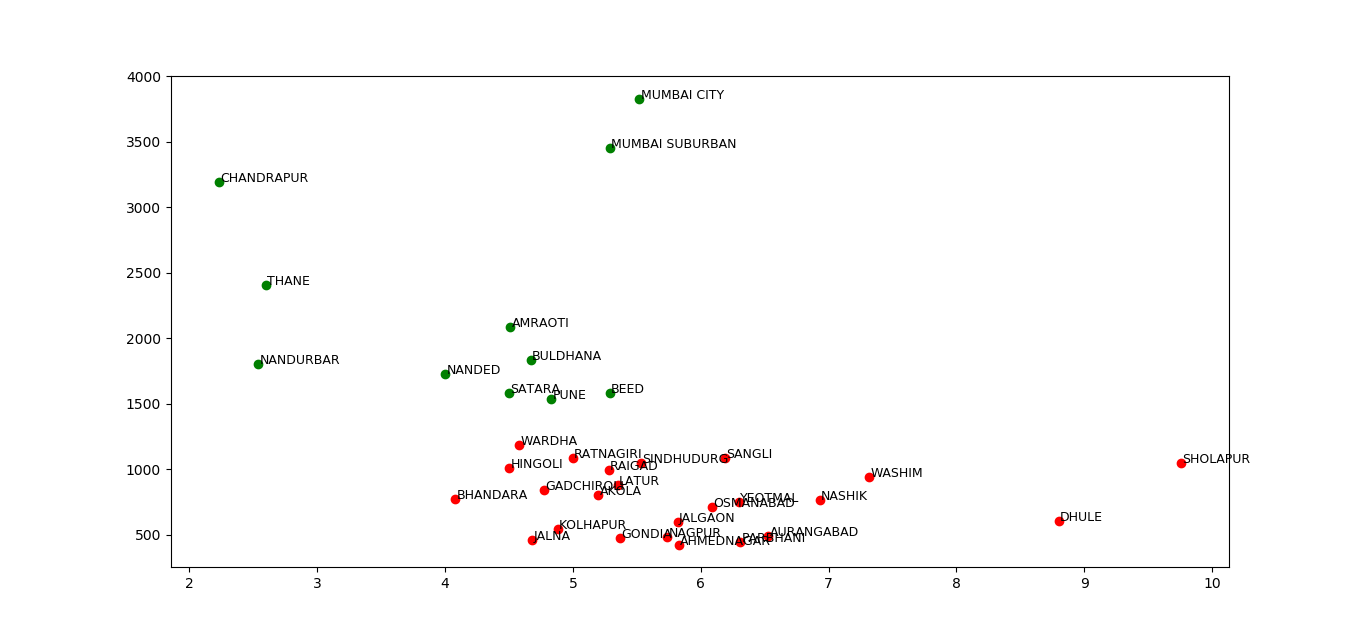 4000
3500
3000
2500
2000
1500
1000
500
MUMBAI CITY
MUMBAI SUBURBAN
CHANDRAPUR
THANE
AMRAOTI
BULDHANA
NANDURBAR
NANDED
SATARA
PUNE
BEED
WARDHA
RATNAGIRI
SANGLI
SINDHUDURG
SHOLAPUR
HINGOLI
RAIGAD
WASHIM
LATUR
GADCHIROLI
AKOLA
BHANDARA
YEOTMAL
NASHIK
OSMANABAD
JALGAON
DHULE
KOLHAPUR
JALNA
GONDIA
NAGPUR
AURANGABAD
AHMEDNAGAR
PARBHANI
2 3 4 5 6 7 8 9 10